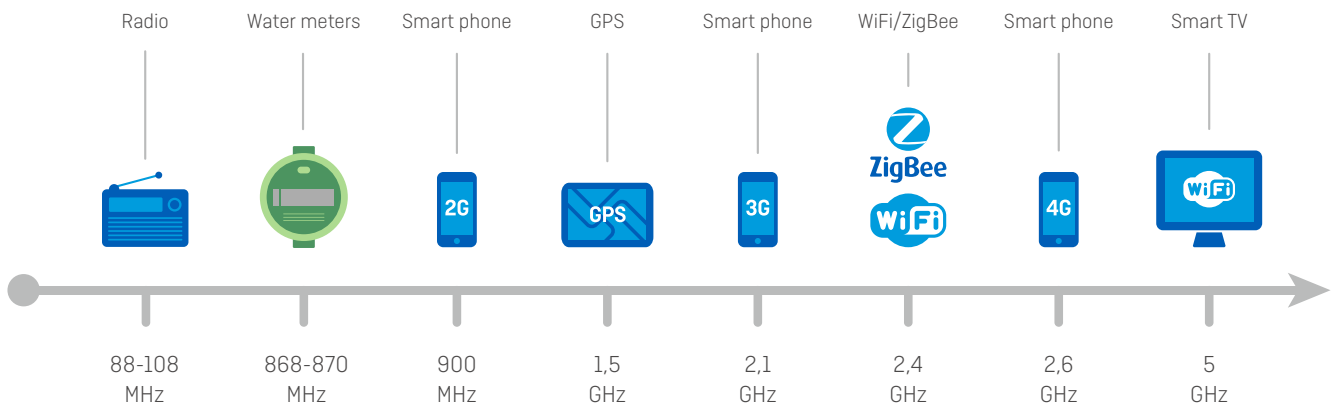 Radio
Water meters
Smart phone
GPS
Smart phone
WiFi/ZigBee
Smart phone
Smart TV
ZigBee
2G
GPS
3G
WiFi
4G
WiFi
88-108
MHz
868-870
MHz
900
MHz
1,5
GHz
2,1
GHz
2,4
GHz
2,6
GHz
5
GHz